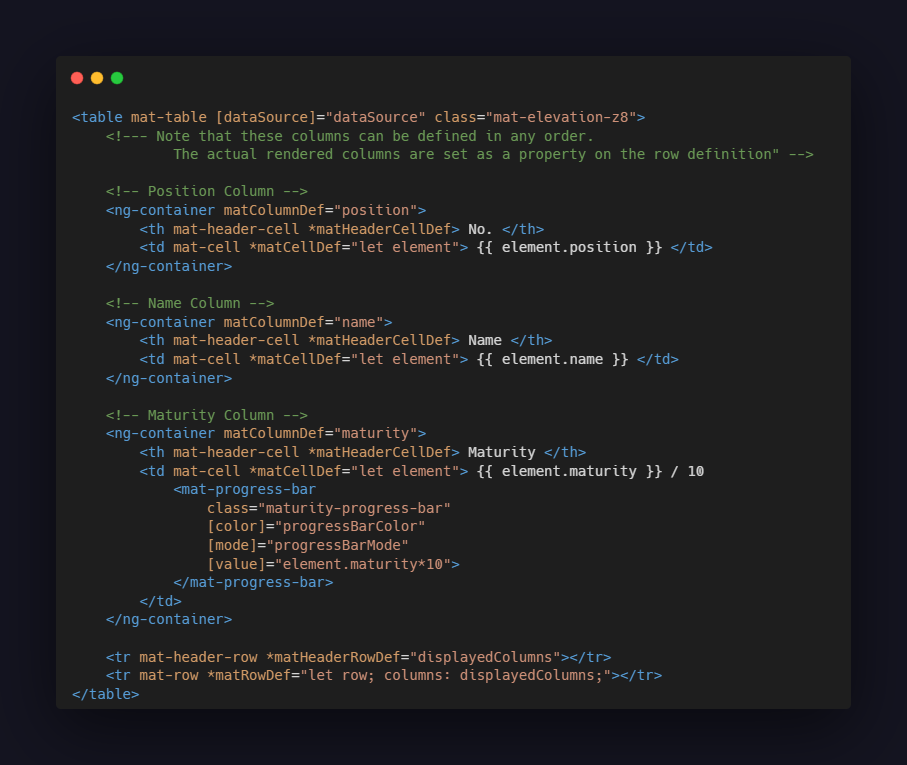 <table mat-table [dataSource]="dataSource" class="mat-elevation-z8">
    <!--- Note that these columns can be defined in any order.
            The actual rendered columns are set as a property on the row definition" -->

    <!-- Position Column -->
    <ng-container matColumnDef="position">
        <th mat-header-cell *matHeaderCellDef> No. </th>
        <td mat-cell *matCellDef="let element"> {{ element.position }} </td>
    </ng-container>

    <!-- Name Column -->
    <ng-container matColumnDef="name">
        <th mat-header-cell *matHeaderCellDef> Name </th>
        <td mat-cell *matCellDef="let element"> {{ element.name }} </td>
    </ng-container>

    <!-- Maturity Column -->
    <ng-container matColumnDef="maturity">
        <th mat-header-cell *matHeaderCellDef> Maturity </th>
        <td mat-cell *matCellDef="let element"> {{ element.maturity }} / 10
            <mat-progress-bar
                class="maturity-progress-bar"
                [color]="progressBarColor"
                [mode]="progressBarMode"
                [value]="element.maturity*10">
            </mat-progress-bar>
        </td>
    </ng-container>

    <tr mat-header-row *matHeaderRowDef="displayedColumns"></tr>
    <tr mat-row *matRowDef="let row; columns: displayedColumns;"></tr>
</table>